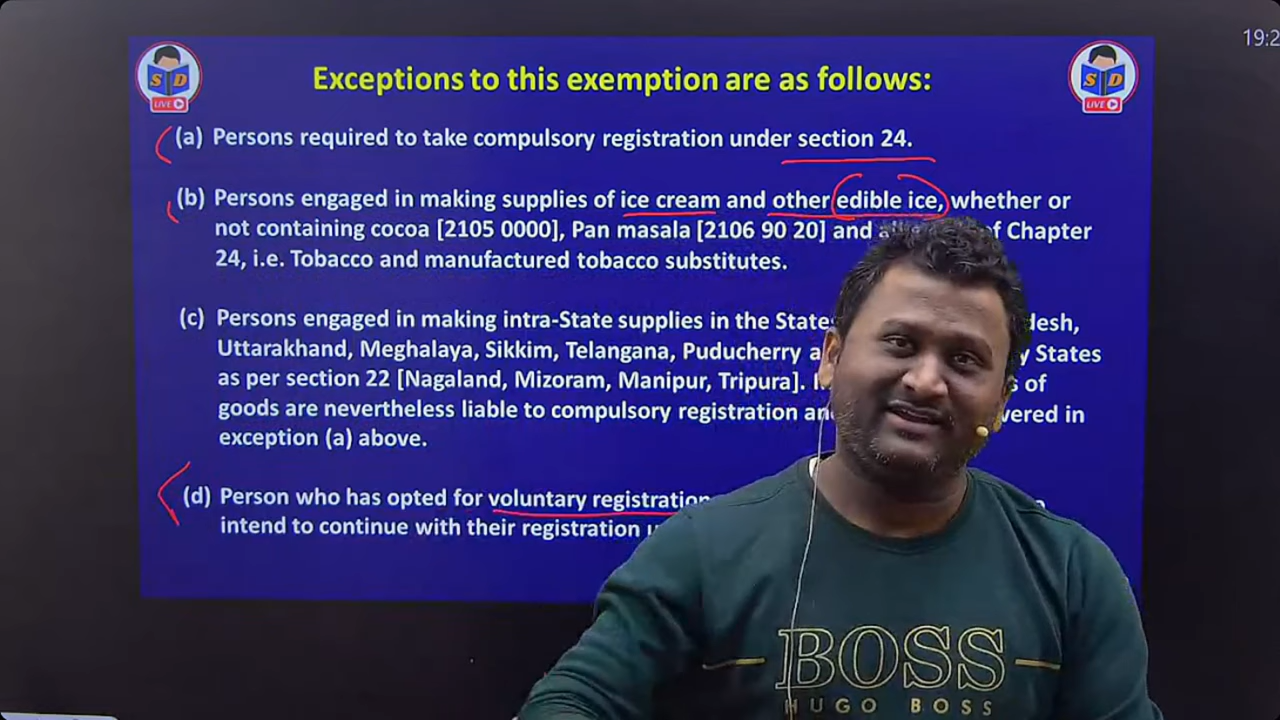 19:2
S D
LIVE
S D
LIVE
Exceptions to this exemption are as follows:
(a) Persons required to take compulsory registration under section 24.
(b) Persons engaged in making supplies of ice cream and other edible ice, whether or
not containing cocoa [2105 0000], Pan masala [2106 90 20] and of Chapter
24, i.e. Tobacco and manufactured tobacco substitutes.
(c) Persons engaged in making intra-State supplies in the State
Uttarakhand, Meghalaya, Sikkim, Telangana, Puducherry States
as per section 22 [Nagaland, Mizoram, Manipur, Tripura]. of
goods are nevertheless liable to compulsory registration in
exception (a) above.
(d) Person who has opted for voluntary registration
intend to continue with their registration
BOSS
HUGO BOSS